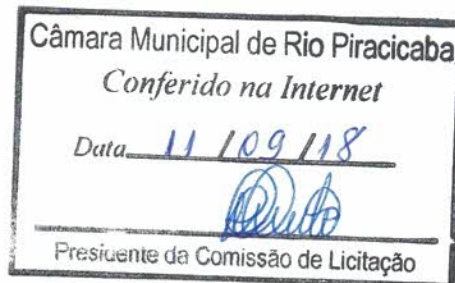 Câmara Municipal de Rio Piracicaba
Conferido na Internet
Data 11 / 09 / 18
Presidente da Comissão de Licitação